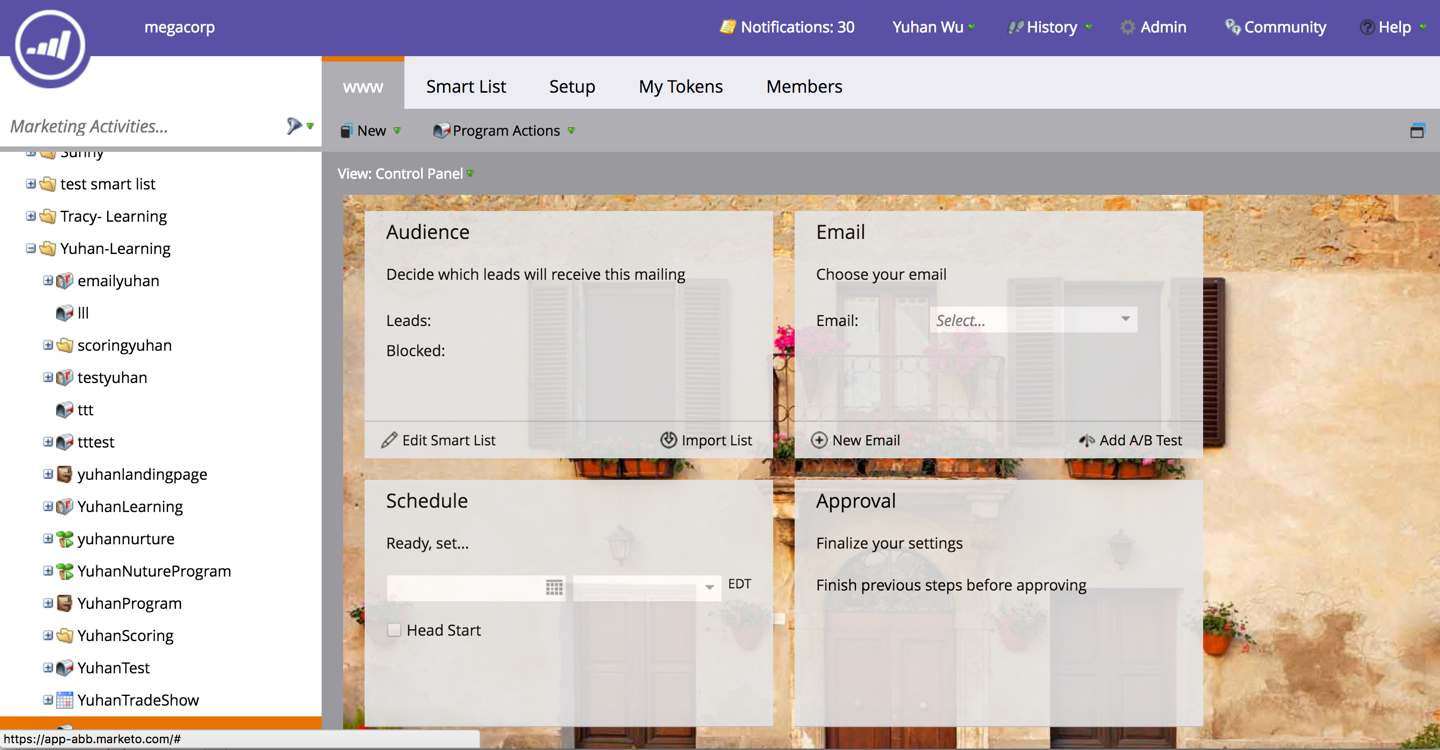 megacorp
Notifications: 30
Yuhan Wu
History
Admin
Community
Help
www
Smart List
Setup
My Tokens
Members
Marketing Activities...
New
Program Actions
View: Control Panel
Sunny
test smart list
Tracy- Learning
Yuhan-Learning
emailyuhan
lll
scoringyuhan
testyuhan
ttt
tttest
yuhanlandingpage
YuhanLearning
yuhannurture
YuhanNutureProgram
YuhanProgram
YuhanScoring
YuhanTest
YuhanTradeShow
https://app-abb.marketo.com/#
Audience
Decide which leads will receive this mailing
Leads:
Blocked:
Edit Smart List
Import List
Email
Choose your email
Email:
Select...
New Email
Add A/B Test
Schedule
Ready, set...
EDT
Head Start
Approval
Finalize your settings
Finish previous steps before approving